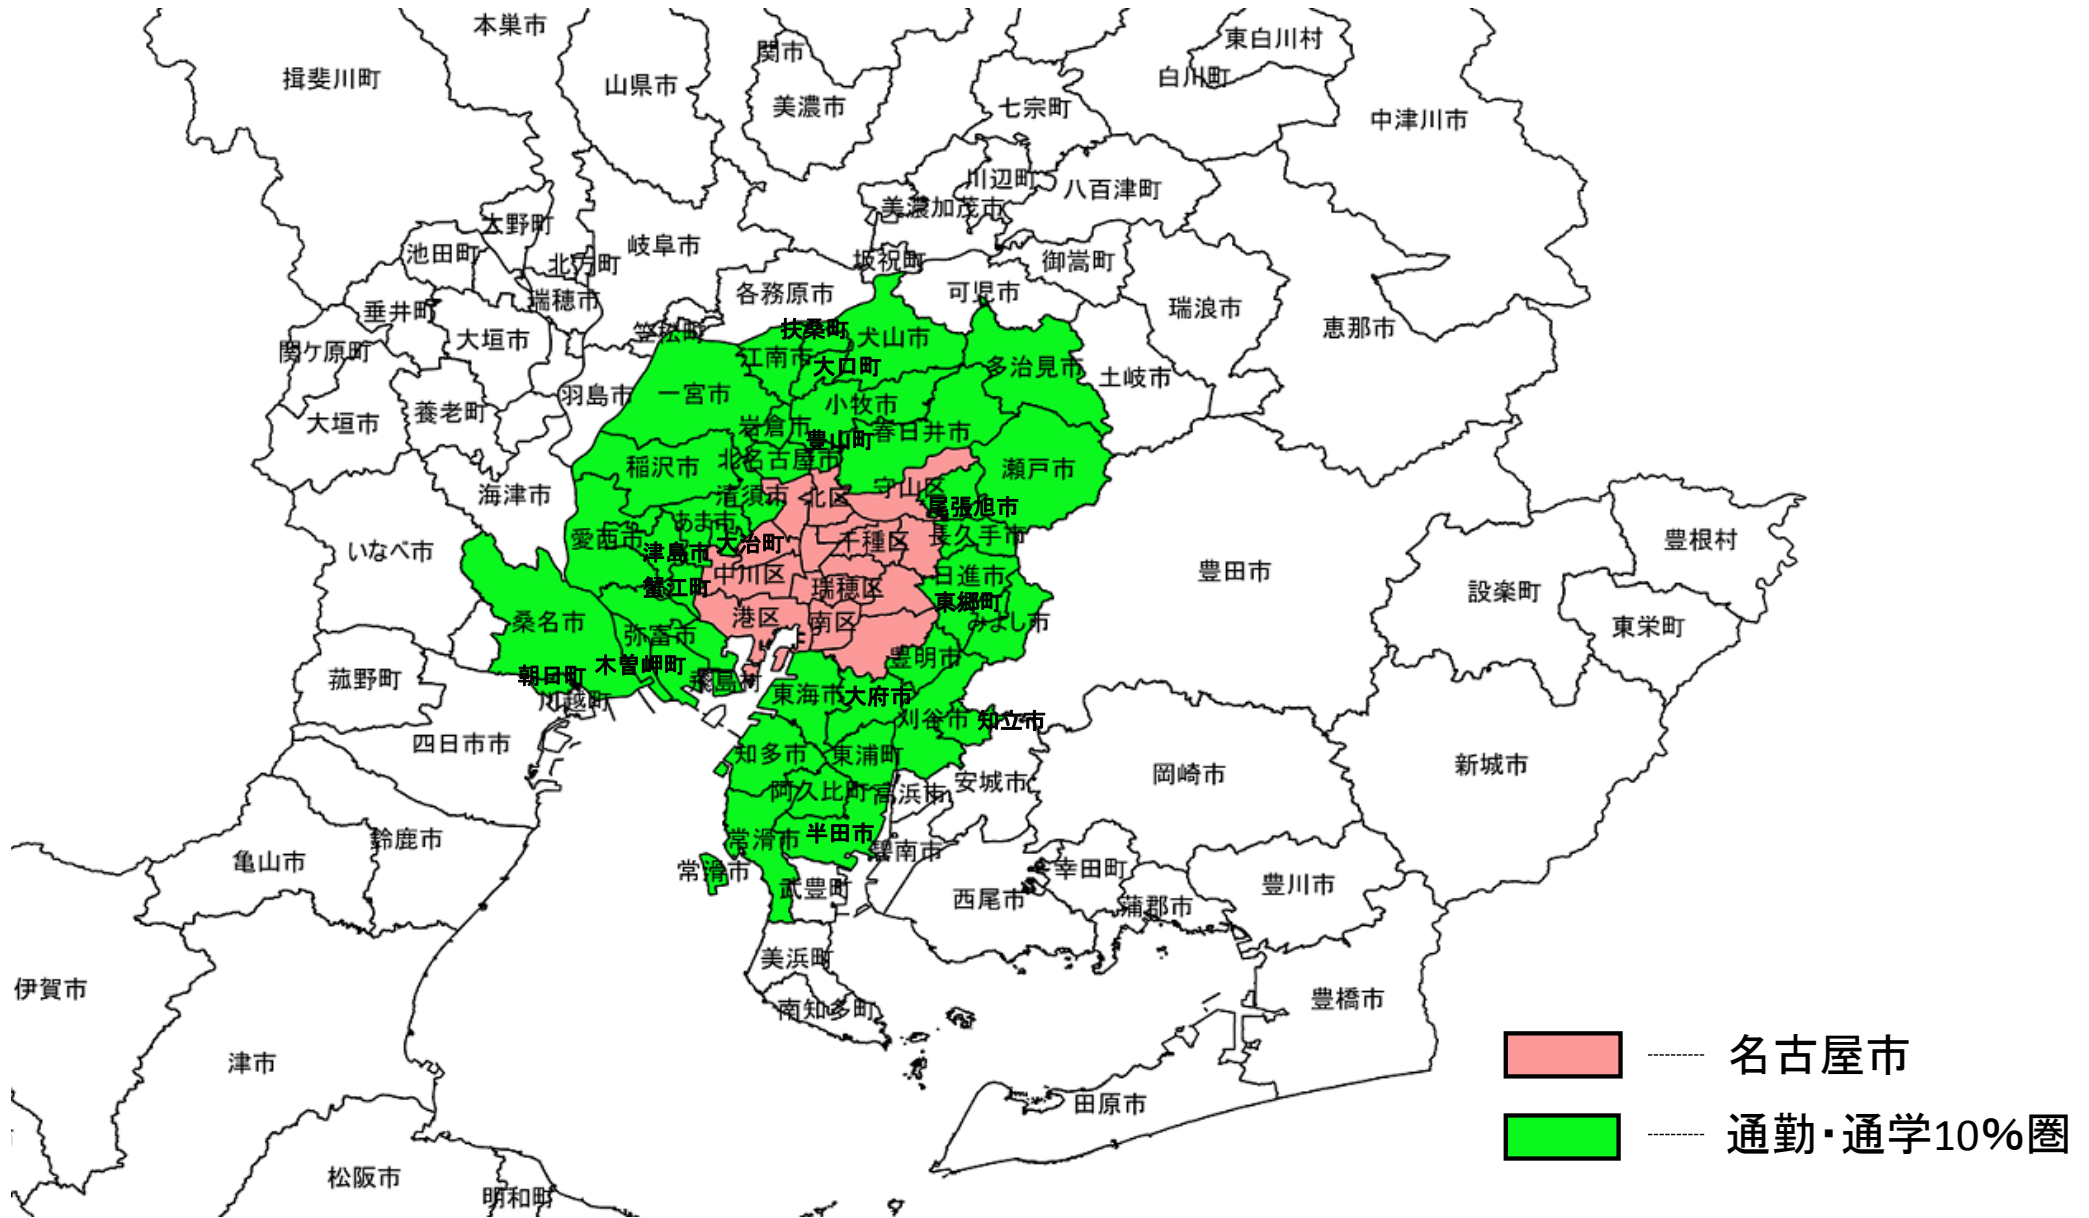 本巣市
揖斐川町
山県市
関市
美濃市
東白川村
白川町
七宗町
中津川市
川辺町
八百津町
美濃加茂市
大野町
池田町
北方町
岐阜市
坂祝町
御嵩町
各務原市
可児市
瑞穂市
垂井町
大垣市
笠松町
関ケ原町
扶桑町
犬山市
江南市
大口町
多治見市
瑞浪市
恵那市
土岐市
羽島市
一宮市
小牧市
養老町
大垣市
岩倉市
豊山町
春日井市
稲沢市
北名古屋市
瀬戸市
海津市
清須市
北区
守山区
尾張旭市
あま市
愛西市
津島市
大治町
千種区
長久手市
いなべ市
中川区
日進市
豊田市
豊根村
設楽町
蟹江町
瑞穂区
東郷町
みよし市
桑名市
弥富市
港区
南区
東栄町
豊明市
木曽岬町
朝日町
飛島村
菰野町
川越町
東海市
大府市
刈谷市
知立市
四日市市
知多市
東浦町
新城市
岡崎市
安城市
阿久比町
高浜市
鈴鹿市
亀山市
常滑市
半田市
碧南市
常滑市
武豊町
西尾市
幸田町
豊川市
蒲郡市
美浜町
南知多町
伊賀市
豊橋市
津市
田原市
松阪市
明和町
名古屋市
通勤・通学10%圏